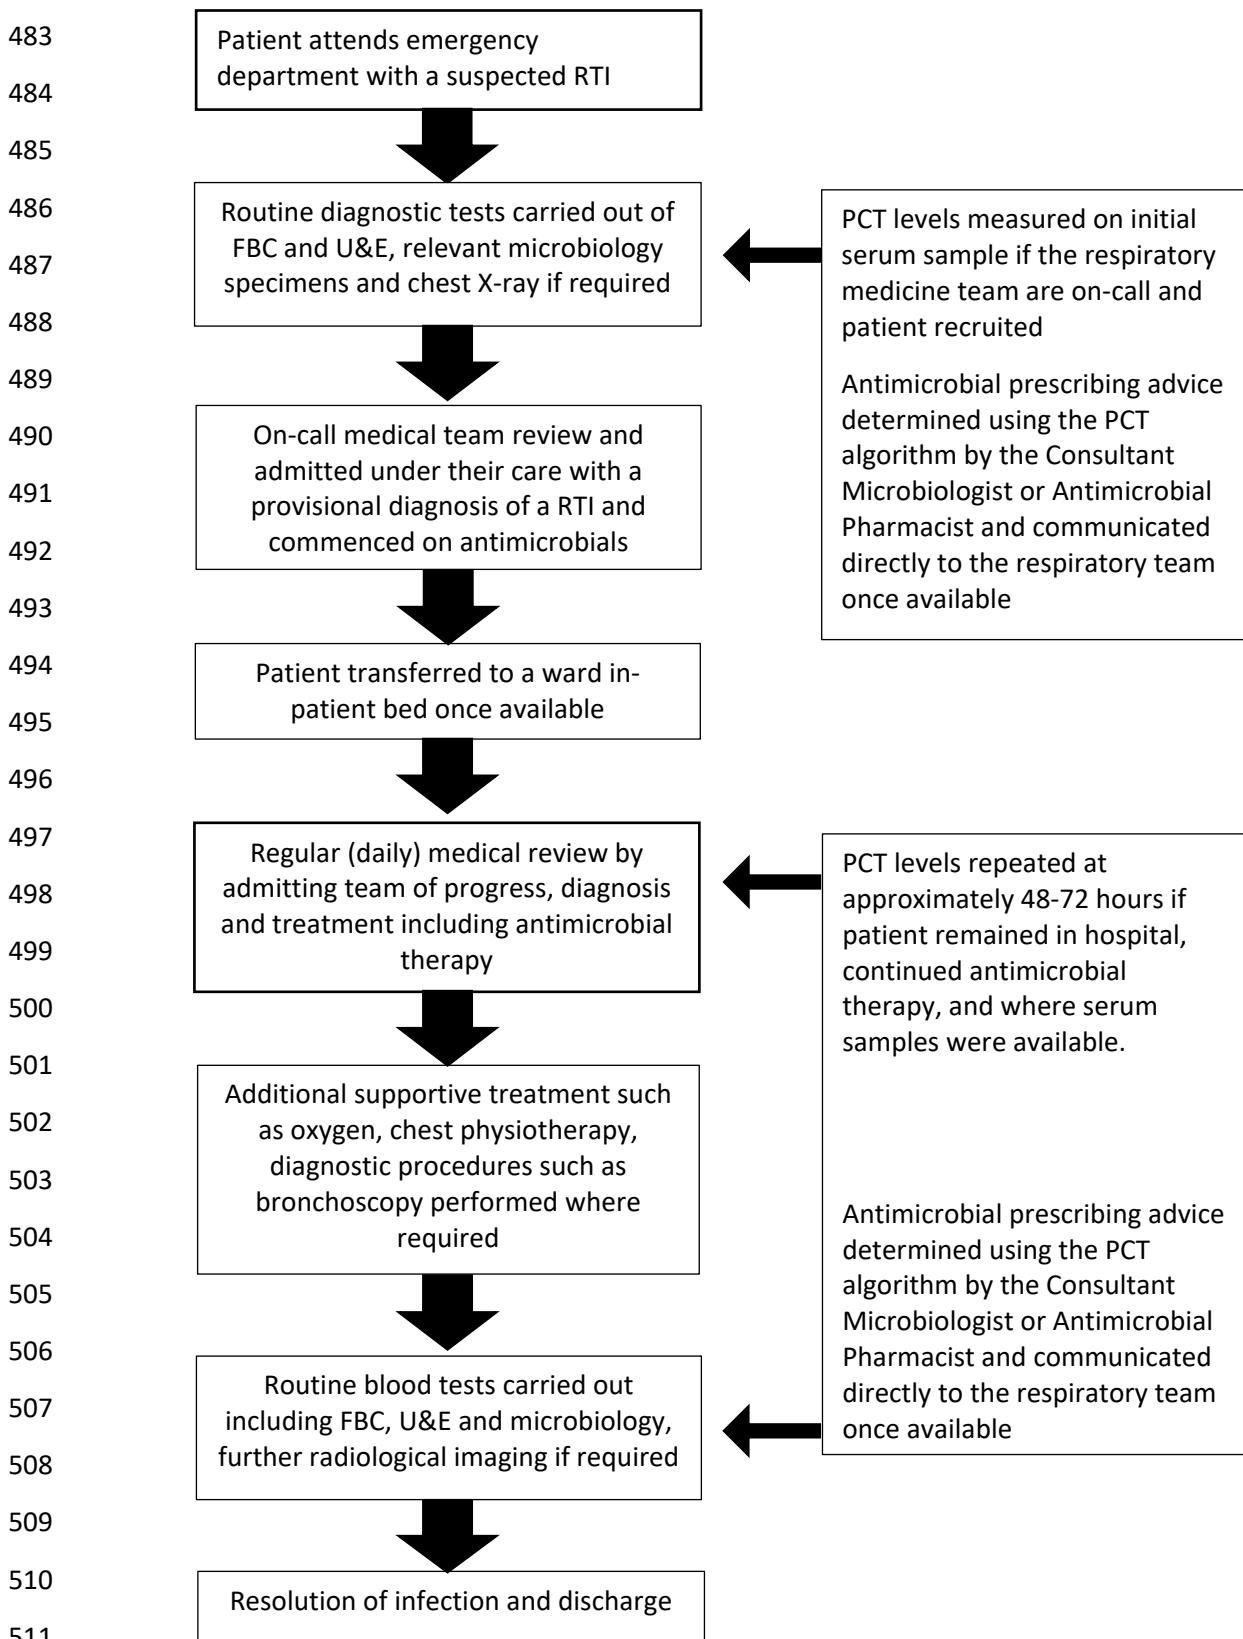 483
Patient attends emergency
department with a suspected RTI
484
485
486
Routine diagnostic tests carried out of
FBC and U&E, relevant microbiology
specimens and chest X-ray if required
487
488
PCT levels measured on initial
serum sample if the respiratory
medicine team are on-call and
patient recruited
Antimicrobial prescribing advice
determined using the PCT
algorithm by the Consultant
Microbiologist or Antimicrobial
Pharmacist and communicated
directly to the respiratory team
once available
489
490
On-call medical team review and
admitted under their care with a
provisional diagnosis of a RTI and
commenced on antimicrobials
491
492
493
494
Patient transferred to a ward in-
patient bed once available
495
496
497
Regular (daily) medical review by
admitting team of progress, diagnosis
and treatment including antimicrobial
therapy
498
499
PCT levels repeated at
approximately 48-72 hours if
patient remained in hospital,
continued antimicrobial
therapy, and where serum
samples were available.
Antimicrobial prescribing advice
determined using the PCT
algorithm by the Consultant
Microbiologist or Antimicrobial
Pharmacist and communicated
directly to the respiratory team
once available
500
501
Additional supportive treatment such
as oxygen, chest physiotherapy,
diagnostic procedures such as
bronchoscopy performed where
required
502
503
504
505
506
Routine blood tests carried out
including FBC, U&E and microbiology,
further radiological imaging if required
507
508
509
510
Resolution of infection and discharge
511